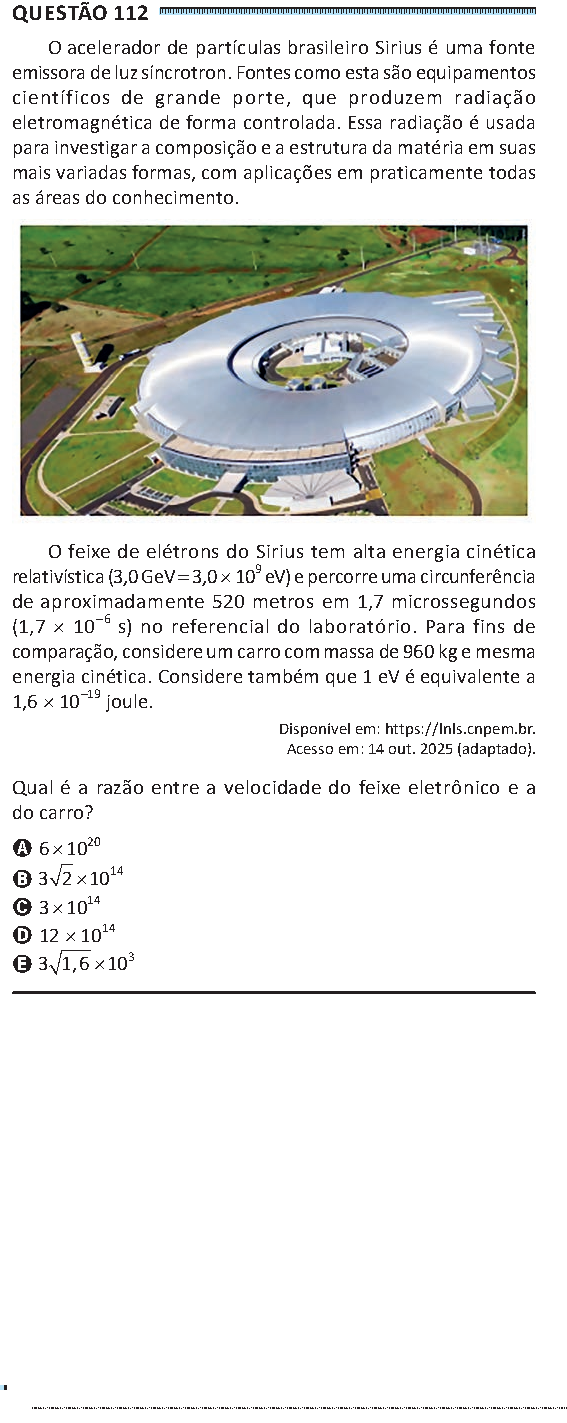 QUESTÃO 112
O acelerador de partículas brasileiro Sirius é uma fonte
emissora de luz síncrotron. Fontes como esta são equipamentos
científicos de grande porte, que produzem radiação
eletromagnética de forma controlada. Essa radiação é usada
para investigar a composição e a estrutura da matéria em suas
mais variadas formas, com aplicações em praticamente todas
as áreas do conhecimento.
O feixe de elétrons do Sirius tem alta energia cinética
relativística (3,0 GeV = 3,0 × 10⁹ eV) e percorre uma circunferência
de aproximadamente 520 metros em 1,7 microssegundos
(1,7 × 10⁻⁶ s) no referencial do laboratório. Para fins de
comparação, considere um carro com massa de 960 kg e mesma
energia cinética. Considere também que 1 eV é equivalente a
1,6 × 10⁻¹⁹ joule.
Disponível em: https://lnls.cnpem.br.
Acesso em: 14 out. 2025 (adaptado).
Qual é a razão entre a velocidade do feixe eletrônico e a
do carro?
A 6 × 10²⁰
B 3√2 × 10¹⁴
C 3 × 10¹⁴
D 12 × 10¹⁴
E 3√1,6 × 10³